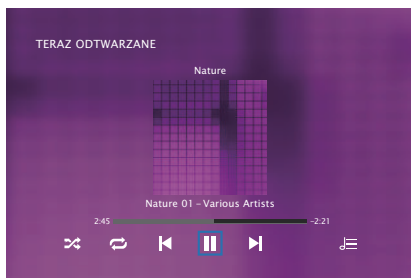 TERAZ ODTWARZANE
Nature
Nature 01 – Various Artists
2:45
–2:21